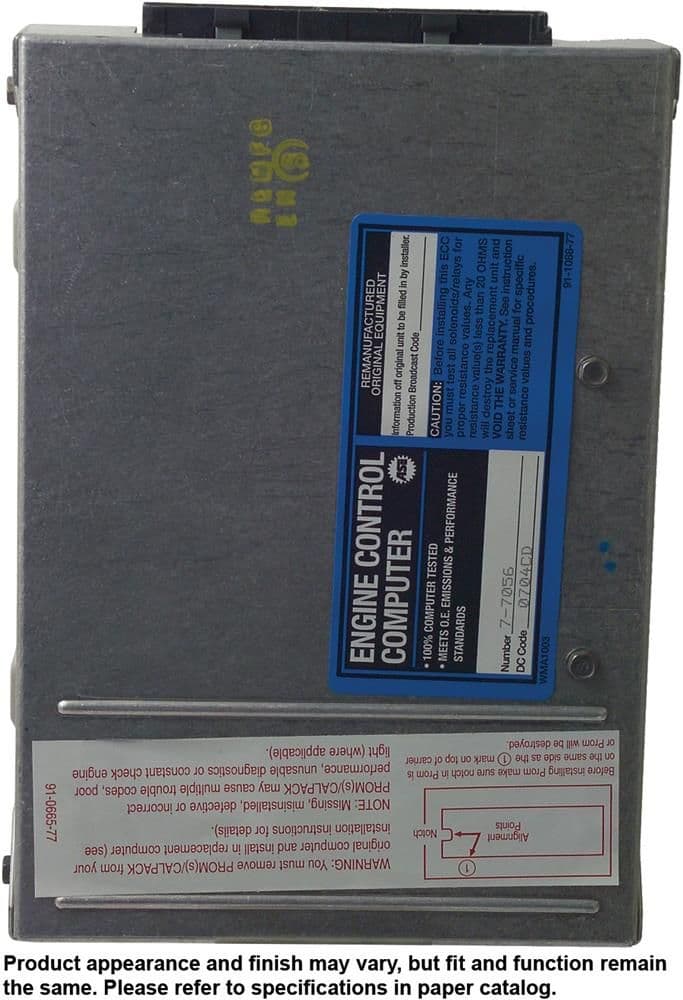 REMANUFACTURED
ORIGINAL EQUIPMENT
Information off original unit to be filled in by Installer.
Production Broadcast Code
CAUTION: Before installing this ECC
you must test all solenoids/relays for
proper resistance values. Any
resistance value(s) less than 20 OHMS
will destroy the replacement unit and
VOID THE WARRANTY. See instruction
sheet or service manual for specific
resistance values and procedures.
91-1066-77
ENGINE CONTROL
COMPUTER
• 100% COMPUTER TESTED
• MEETS O.E. EMISSIONS & PERFORMANCE
STANDARDS
Number 7-7056
DC Code 0704CD
WMA1003
WARNING: You must remove PROM(S)/CALPACK from your
original computer and install in replacement computer (see
installation instructions for details).
NOTE: Missing, misinstalled, defective or incorrect
PROM(S)/CALPACK may cause multiple trouble codes, poor
performance, unusable diagnostics or constant check engine
light (where applicable).
91-0665-77
1
Alignment
Points
Notch
Before installing Prom make sure notch in Prom is
on the same side as the 1 mark on top of carrier
or Prom will be destroyed.
Product appearance and finish may vary, but fit and function remain
the same. Please refer to specifications in paper catalog.